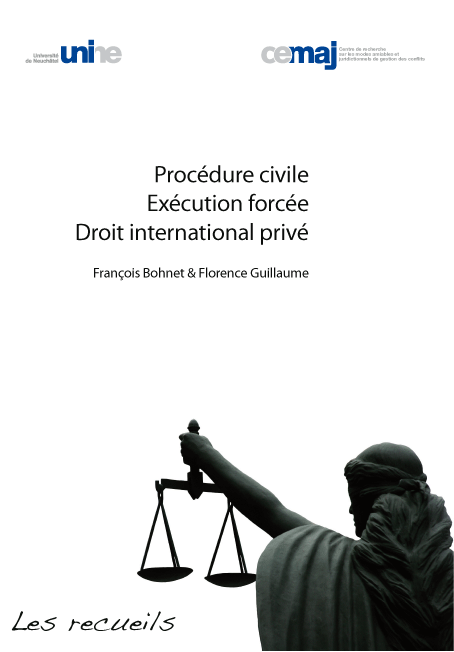 Université
de Neuchâtel
unine
cemaj
Centre de recherche
sur les modes amiables et
juridictionnels de gestion des conflits
Procédure civile
Exécution forcée
Droit international privé
François Bohnet & Florence Guillaume
Les recueils